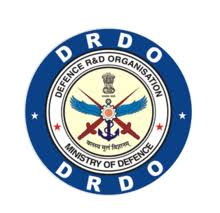 DRDO
DEFENCE R&D ORGANISATION
बलस्य मूलं विज्ञानम्
MINISTRY OF DEFENCE
DRDO